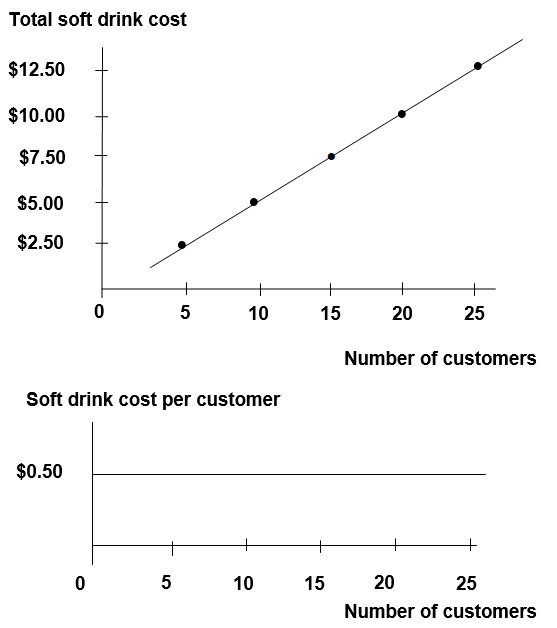 Total soft drink cost
$12.50
$10.00
$7.50
$5.00
$2.50
0 5 10 15 20 25
Number of customers
Soft drink cost per customer
$0.50
0 5 10 15 20 25
Number of customers